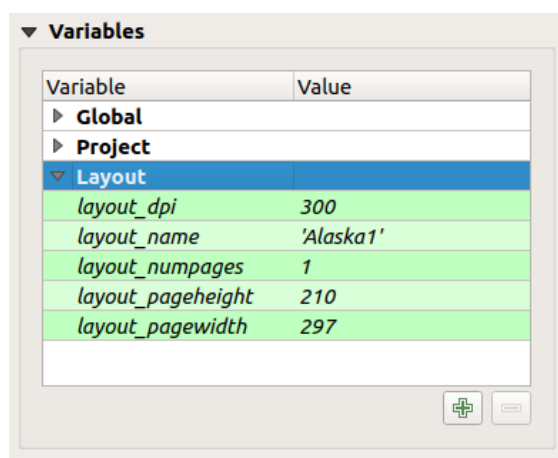 Variables
Variable Value
Global
Project
Layout
layout_dpi 300
layout_name 'Alaska1'
layout_numpages 1
layout_pageheight 210
layout_pagewidth 297